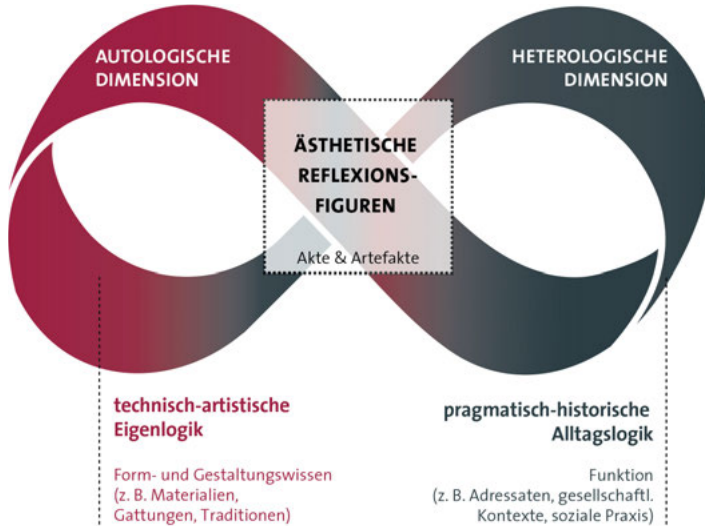 AUTOLOGISCHE
DIMENSION
HETEROLOGISCHE
DIMENSION
ÄSTHETISCHE
REFLEXIONS-
FIGUREN
Akte & Artefakte
technisch-artistische
Eigenlogik
Form- und Gestaltungswissen
(z. B. Materialien,
Gattungen, Traditionen)
pragmatisch-historische
Alltagslogik
Funktion
(z. B. Adressaten, gesellschaftl.
Kontexte, soziale Praxis)